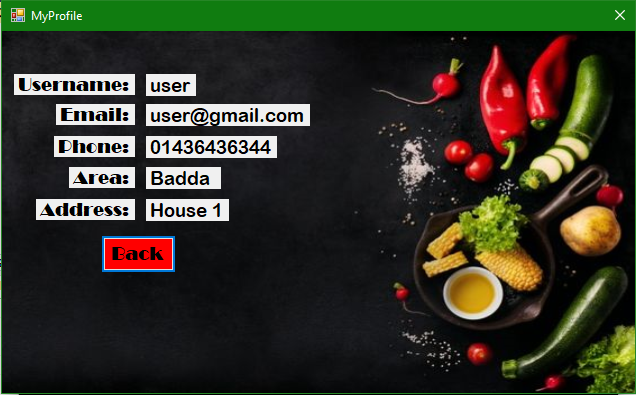 MyProfile
Username: user
Email: user@gmail.com
Phone: 01436436344
Area: Badda
Address: House 1
Back